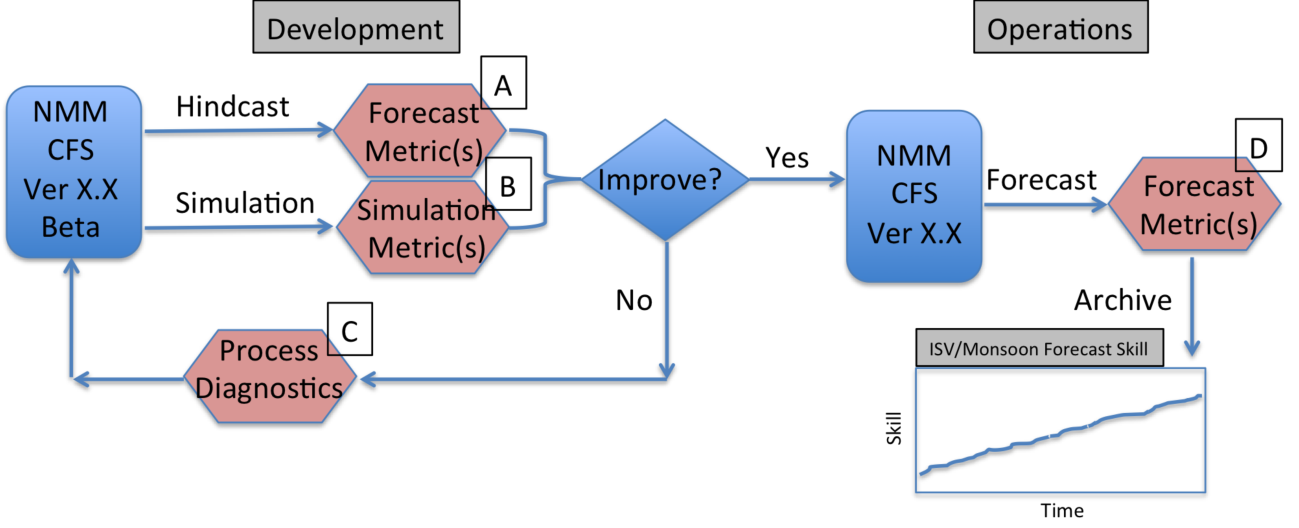 Development
Operations
NMM
CFS
Ver X.X
Beta
Hindcast
Simulation
A
Forecast
Metric(s)
B
Simulation
Metric(s)
Improve?
Yes
No
C
Process
Diagnostics
NMM
CFS
Ver X.X
Forecast
D
Forecast
Metric(s)
Archive
ISV/Monsoon Forecast Skill
Skill
Time